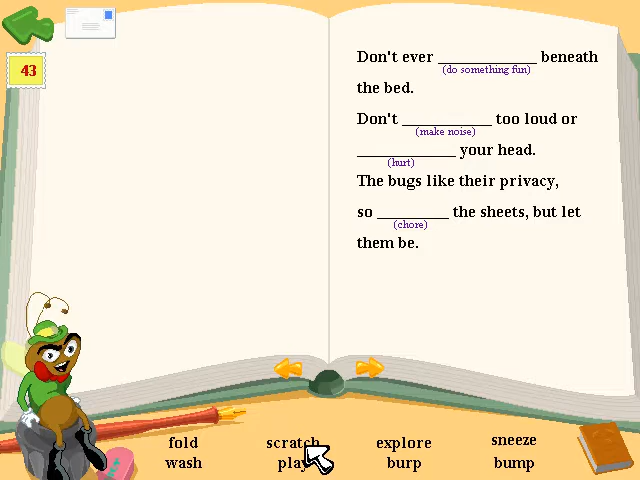 43
Don't ever ____________ beneath
(do something fun)
the bed.
Don't ___________ too loud or
(make noise)
____________ your head.
(hurt)
The bugs like their privacy,
so _________ the sheets, but let
(chore)
them be.
fold scratch explore sneeze
wash play burp bump